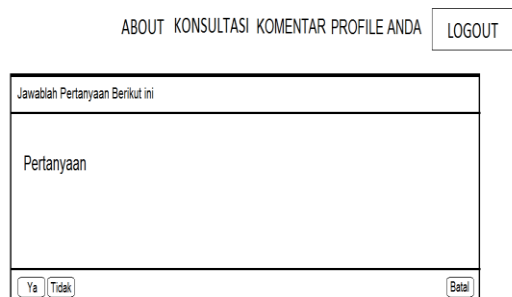 ABOUT KONSULTASI KOMENTAR PROFILE ANDA LOGOUT
Jawablah Pertanyaan Berikut ini
Pertanyaan
Ya Tidak Batal